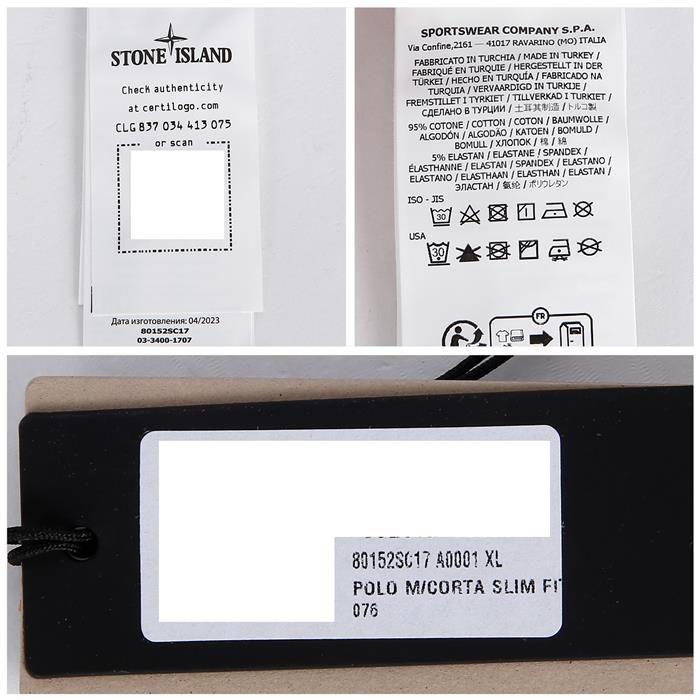 STONE ISLAND
Check authenticity
at certilogo.com
CLG 837 034 413 075
or scan
Дата изготовления: 04/2023
80152SC17
03-3400-1707
SPORTSWEAR COMPANY S.P.A.
Via Confine,2161 — 41017 RAVARINO (MO) ITALIA
FABBRICATO IN TURCHIA / MADE IN TURKEY /
FABRIQUÉ EN TURQUIE / HERGESTELLT IN DER
TÜRKEI / HECHO EN TURQUÍA / FABRICADO NA
TURQUIA / VERVAARDIGD IN TURKIJE /
FREMSTILLET I TYRKIET / TILLVERKAD I TURKIET /
СДЕЛАНО В ТУРЦИИ / 土耳其制造 / トルコ製
95% COTONE / COTTON / COTON / BAUMWOLLE /
ALGODÓN / ALGODÃO / KATOEN / BOMULD /
BOMULL / ХЛОПОК / 棉 / 綿
5% ELASTAN / ELASTANE / SPANDEX /
ÉLASTHANNE / ELASTAN / SPANDEX / ELASTANO /
ELASTANO / ELASTHAAN / ELASTHAN / ELASTAN /
ЭЛАСТАН / 氨纶 / ポリウレタン
ISO - JIS
30
USA
30
FR
80152SC17 A0001 XL
POLO M/CORTA SLIM FIT
076